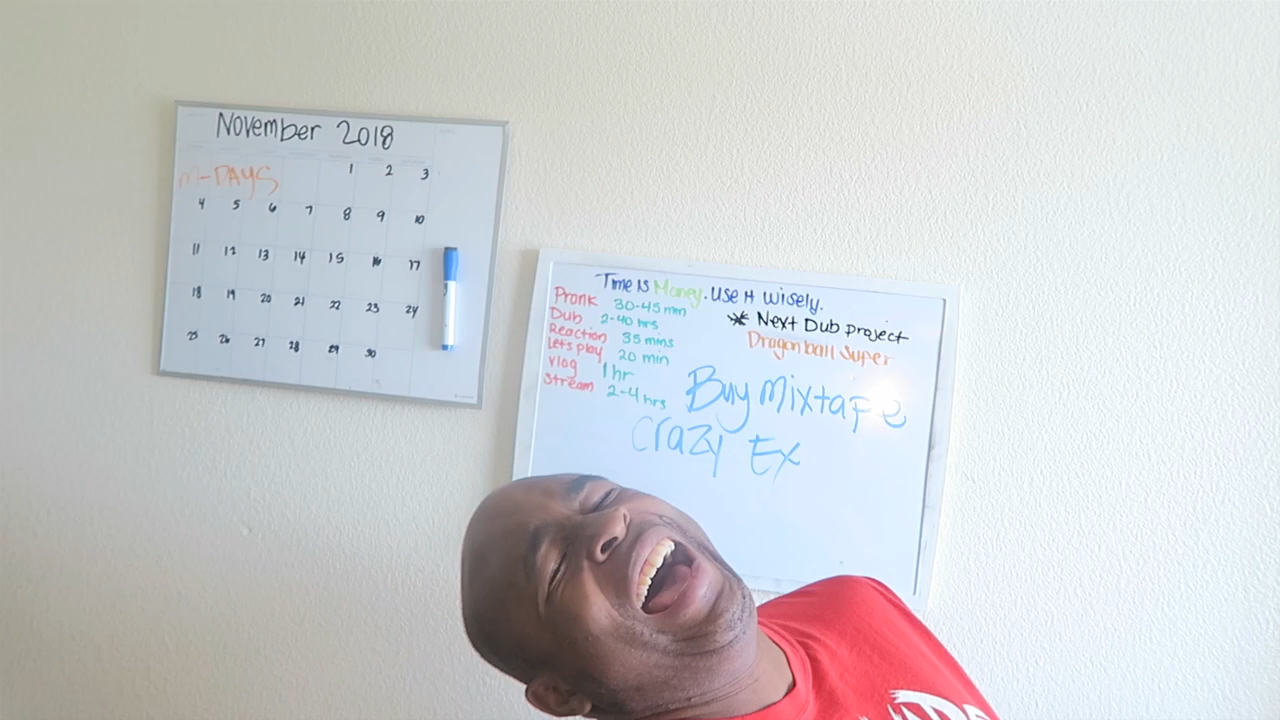 November 2018
M-DAYS
1 2 3
4 5 6 7 8 9 10
11 12 13 14 15 16 17
18 19 20 21 22 23 24
25 26 27 28 29 30
Time Is Money. Use It Wisely.
Prank 30-45 min
Dub 2-40 hrs
Reaction 35 mins
Let's play 20 min
Vlog 1 hr
Stream 2-4 hrs
* Next Dub project
Dragonball Super
Buy Mixtape
Crazy Ex